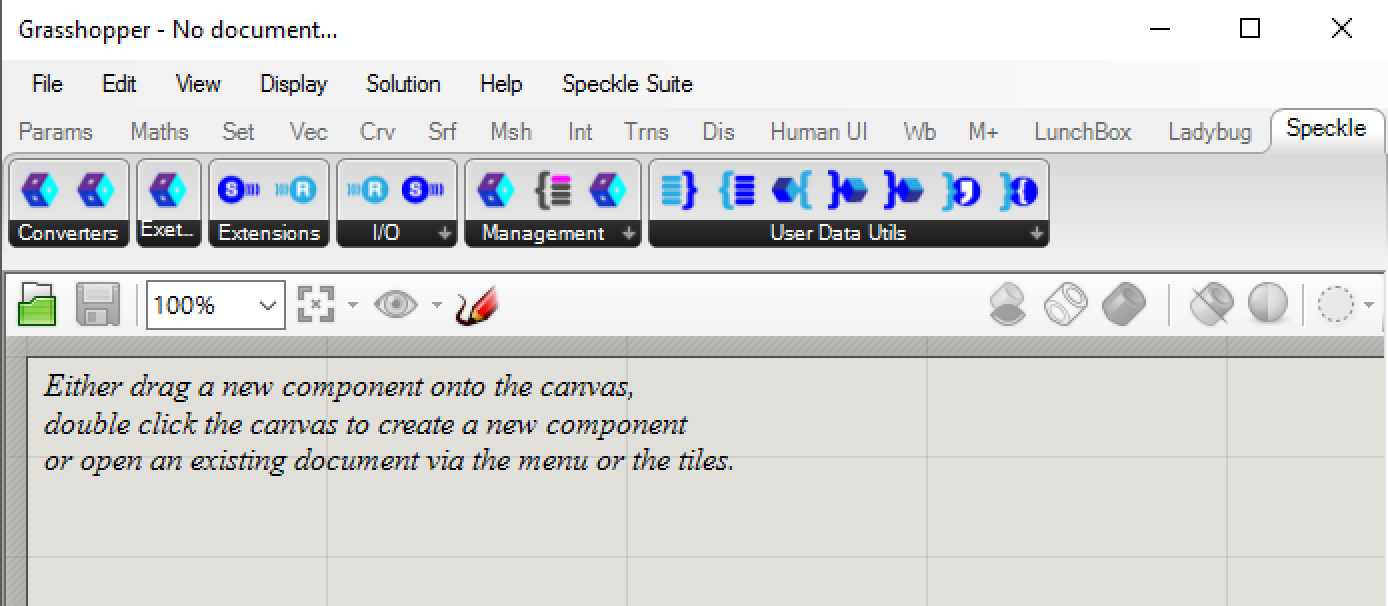 Grasshopper - No document...
File Edit View Display Solution Help Speckle Suite
Params Maths Set Vec Crv Srf Msh Int Trns Dis Human UI Wb M+ LunchBox Ladybug Speckle
S R R S
Converters Exet... Extensions I/O Management User Data Utils
100%
Either drag a new component onto the canvas,
double click the canvas to create a new component
or open an existing document via the menu or the tiles.